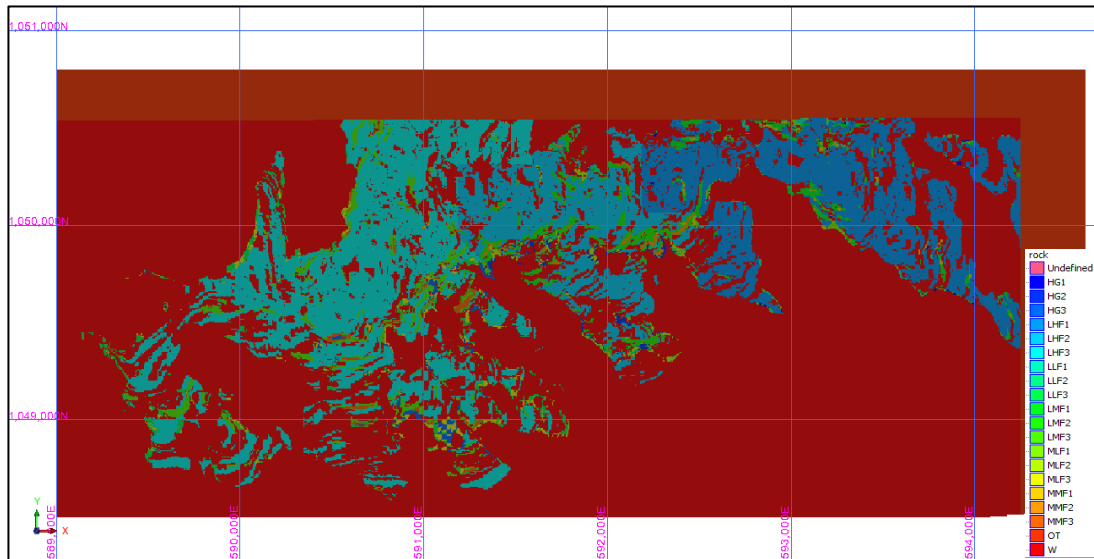 1,051,000N
1,050,000N
1,049,000N
589,000E
590,000E
591,000E
592,000E
593,000E
594,000E
Y
X
rock
Undefined
HG1
HG2
HG3
LHF1
LHF2
LHF3
LLF1
LLF2
LLF3
LMF1
LMF2
LMF3
MLF1
MLF2
MLF3
MMF1
MMF2
MMF3
OT
W